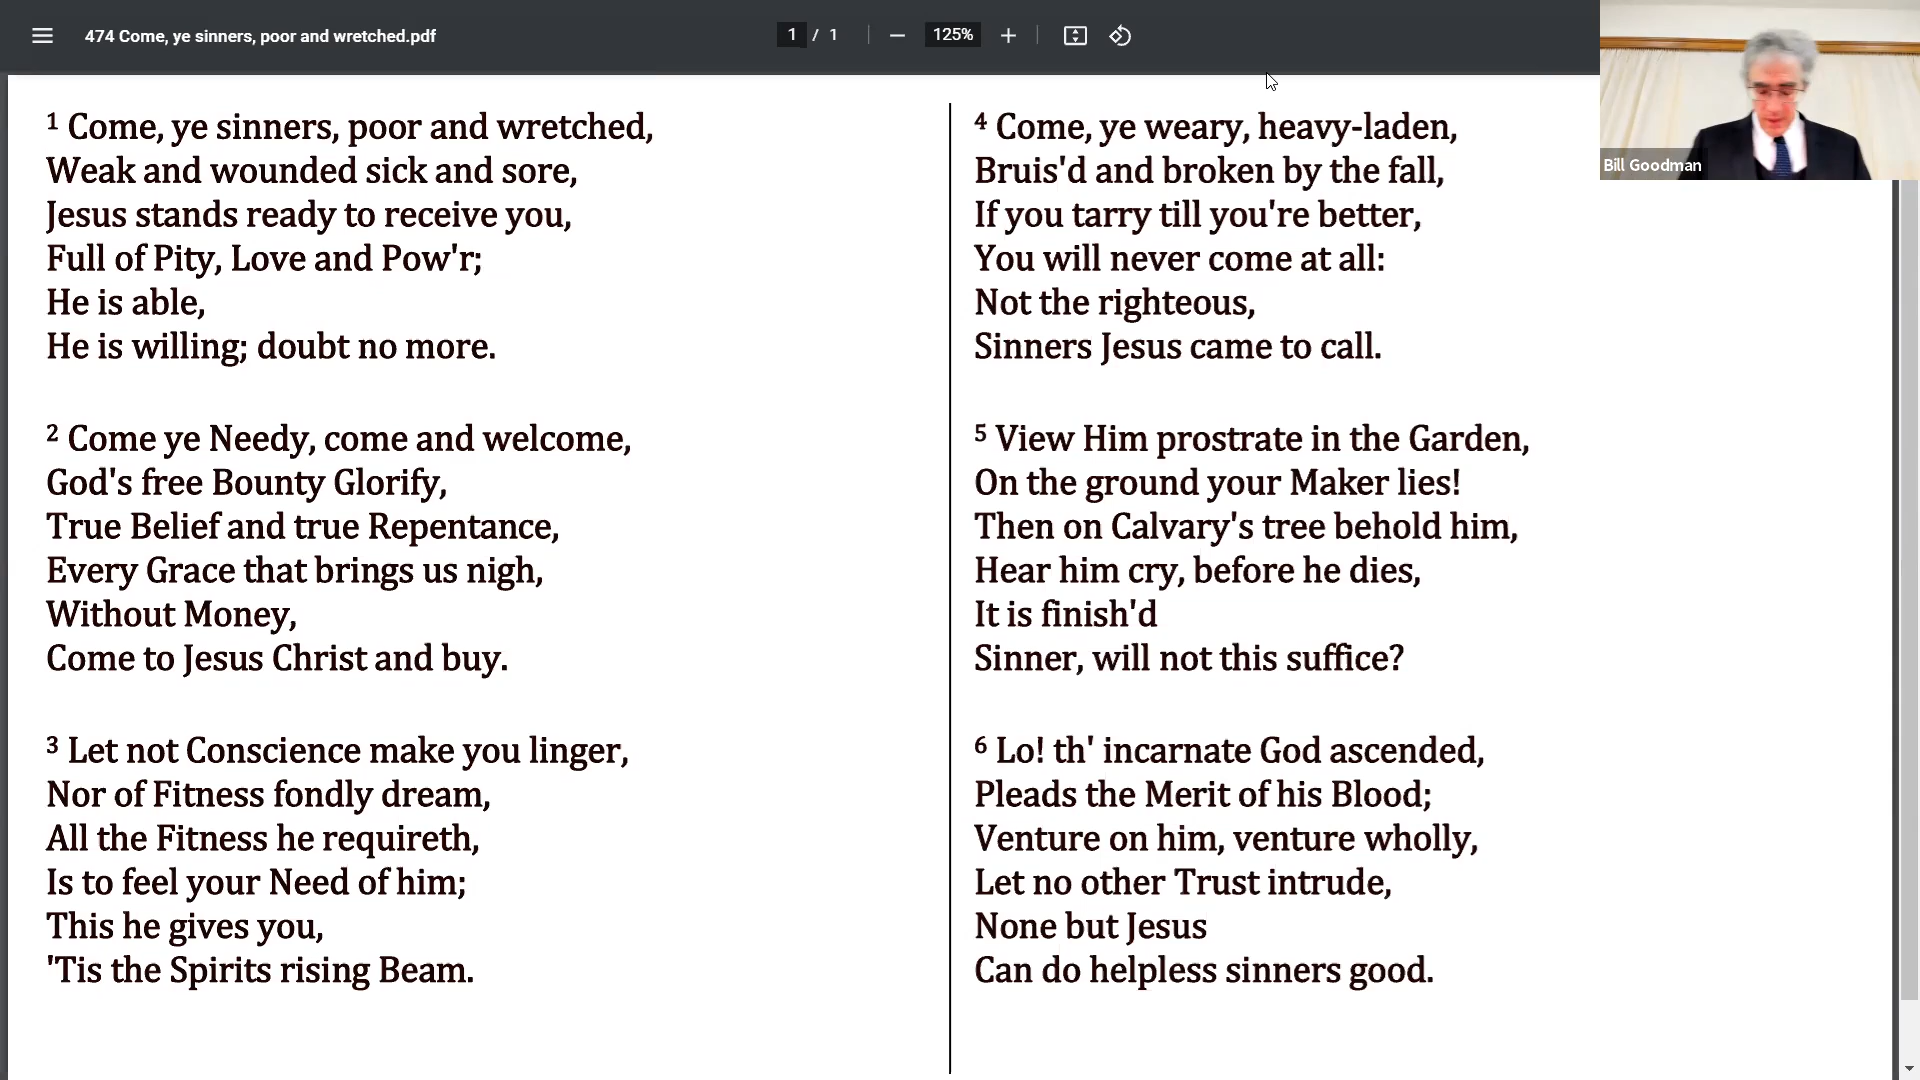 474 Come, ye sinners, poor and wretched.pdf
1 / 1
125%
Bill Goodman
1 Come, ye sinners, poor and wretched,
Weak and wounded sick and sore,
Jesus stands ready to receive you,
Full of Pity, Love and Pow'r;
He is able,
He is willing; doubt no more.
2 Come ye Needy, come and welcome,
God's free Bounty Glorify,
True Belief and true Repentance,
Every Grace that brings us nigh,
Without Money,
Come to Jesus Christ and buy.
3 Let not Conscience make you linger,
Nor of Fitness fondly dream,
All the Fitness he requireth,
Is to feel your Need of him;
This he gives you,
'Tis the Spirits rising Beam.
4 Come, ye weary, heavy-laden,
Bruis'd and broken by the fall,
If you tarry till you're better,
You will never come at all:
Not the righteous,
Sinners Jesus came to call.
5 View Him prostrate in the Garden,
On the ground your Maker lies!
Then on Calvary's tree behold him,
Hear him cry, before he dies,
It is finish'd
Sinner, will not this suffice?
6 Lo! th' incarnate God ascended,
Pleads the Merit of his Blood;
Venture on him, venture wholly,
Let no other Trust intrude,
None but Jesus
Can do helpless sinners good.